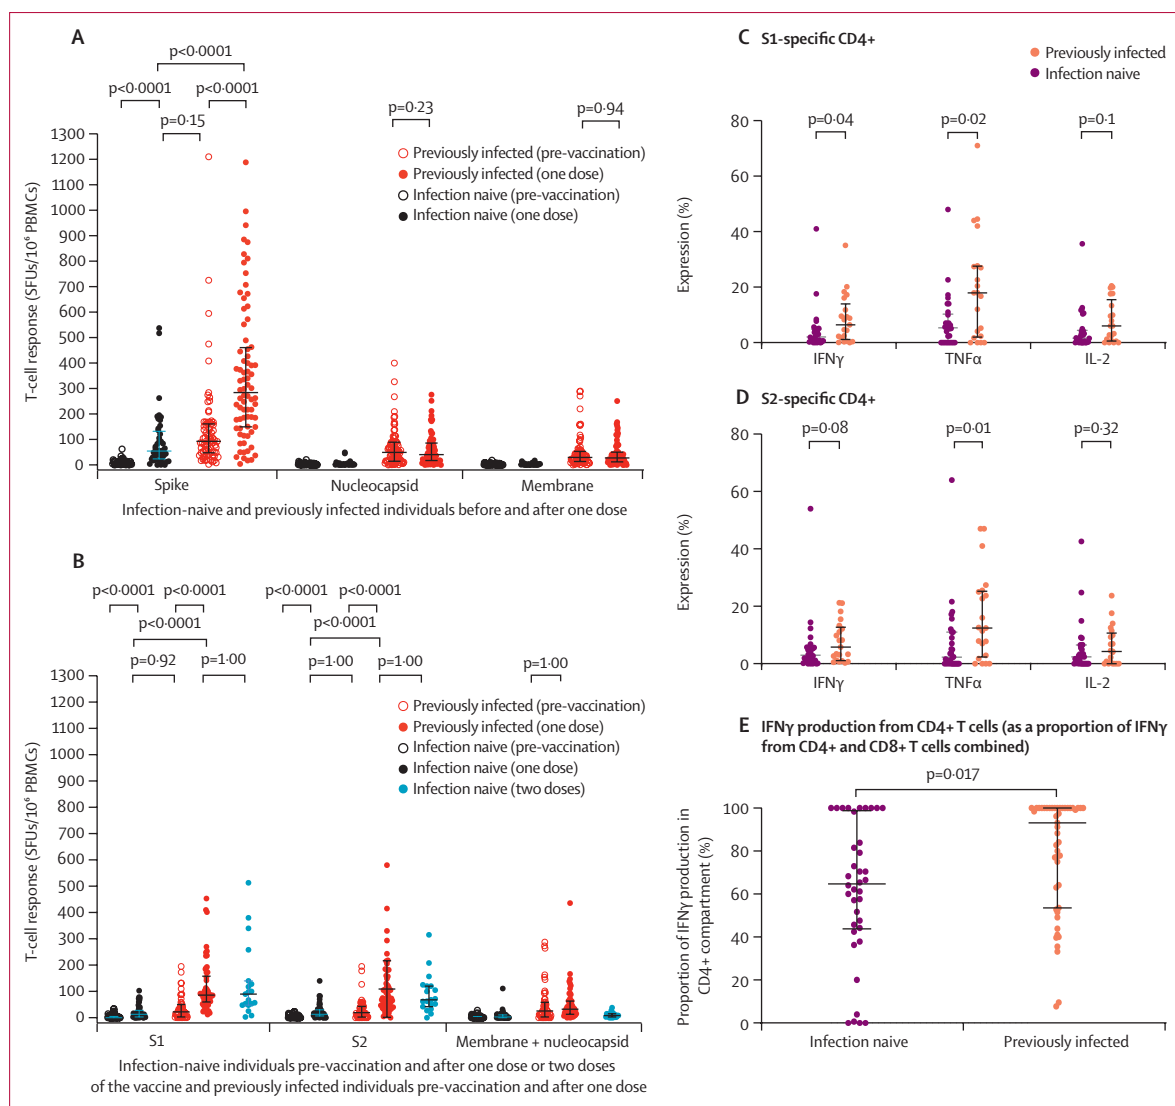 A
p<0·0001
p<0·0001
p<0·0001
p=0·15
p=0·23
p=0·94
T-cell response (SFUs/10⁶ PBMCs)
1300
1200
1100
1000
900
800
700
600
500
400
300
200
100
0
Previously infected (pre-vaccination)
Previously infected (one dose)
Infection naive (pre-vaccination)
Infection naive (one dose)
Spike
Nucleocapsid
Membrane
Infection-naive and previously infected individuals before and after one dose
B
p<0·0001
p<0·0001
p<0·0001
p=0·92
p=1·00
p<0·0001
p<0·0001
p<0·0001
p=1·00
p=1·00
p=1·00
T-cell response (SFUs/10⁶ PBMCs)
1300
1200
1100
1000
900
800
700
600
500
400
300
200
100
0
Previously infected (pre-vaccination)
Previously infected (one dose)
Infection naive (pre-vaccination)
Infection naive (one dose)
Infection naive (two doses)
S1
S2
Membrane + nucleocapsid
Infection-naive individuals pre-vaccination and after one dose or two doses
of the vaccine and previously infected individuals pre-vaccination and after one dose
C S1-specific CD4+
Previously infected
Infection naive
p=0·04
p=0·02
p=0·1
Expression (%)
80
60
40
20
0
IFNγ
TNFα
IL-2
D S2-specific CD4+
p=0·08
p=0·01
p=0·32
Expression (%)
80
60
40
20
0
IFNγ
TNFα
IL-2
E IFNγ production from CD4+ T cells (as a proportion of IFNγ
from CD4+ and CD8+ T cells combined)
p=0·017
Proportion of IFNγ production in
CD4+ compartment (%)
100
80
60
40
20
0
Infection naive
Previously infected